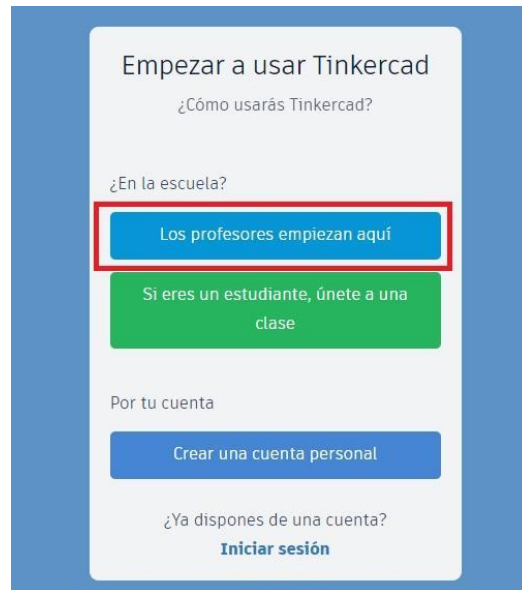 Empezar a usar Tinkercad
¿Cómo usarás Tinkercad?
¿En la escuela?
Los profesores empiezan aquí
Si eres un estudiante, únete a una
clase
Por tu cuenta
Crear una cuenta personal
¿Ya dispones de una cuenta?
Iniciar sesión